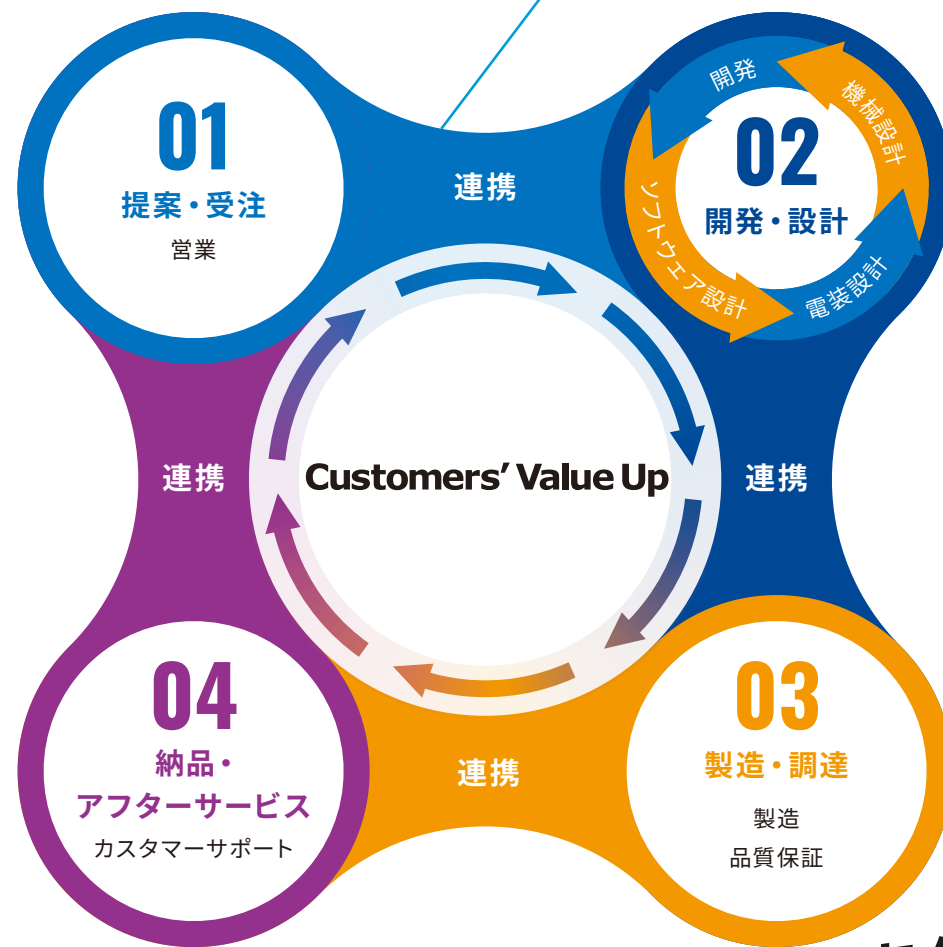 01
提案・受注
営業
連携
02
開発・設計
開発
機械設計
電装設計
ソフトウェア設計
連携
Customers' Value Up
連携
04
納品・
アフターサービス
カスタマーサポート
連携
03
製造・調達
製造
品質保証